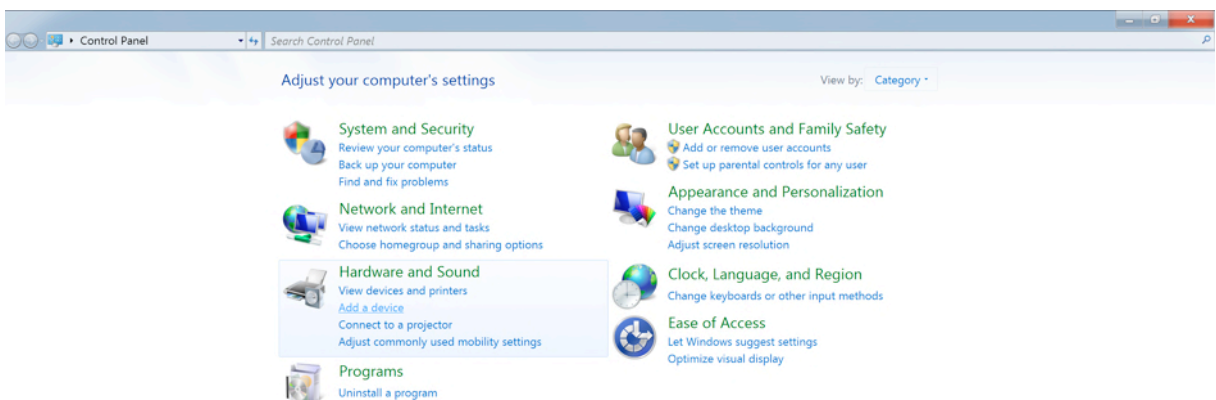 Control Panel
Search Control Panel
Adjust your computer's settings
View by: Category
System and Security
Review your computer's status
Back up your computer
Find and fix problems
Network and Internet
View network status and tasks
Choose homegroup and sharing options
Hardware and Sound
View devices and printers
Add a device
Connect to a projector
Adjust commonly used mobility settings
Programs
Uninstall a program
User Accounts and Family Safety
Add or remove user accounts
Set up parental controls for any user
Appearance and Personalization
Change the theme
Change desktop background
Adjust screen resolution
Clock, Language, and Region
Change keyboards or other input methods
Ease of Access
Let Windows suggest settings
Optimize visual display